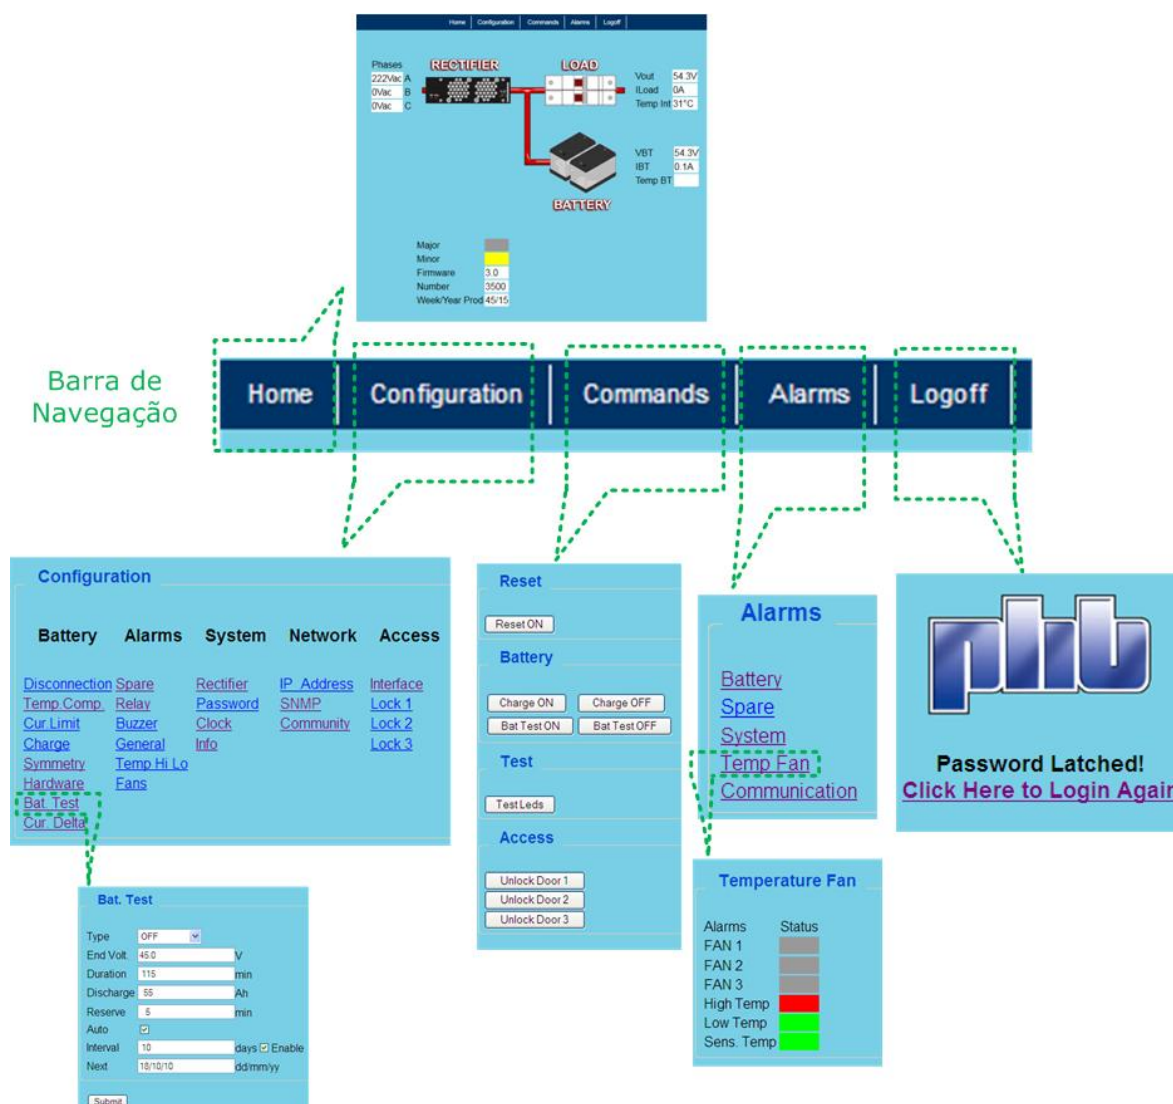 Home Configuration Commands Alarms Logoff
Phases RECTIFIER LOAD
222Vac A
0Vac B
0Vac C
Vout 54.3V
ILoad 0A
Temp Int 31°C
VBT 54.3V
IBT 0.1A
Temp BT
BATTERY
Major
Minor
Firmware 3.0
Number 3500
Week/Year Prod 45/15
Barra de
Navegação
Home Configuration Commands Alarms Logoff
Configuration
Battery Alarms System Network Access
Disconnection Spare Rectifier IP Address Interface
Temp.Comp. Relay Password SNMP Lock 1
Cur.Limit Buzzer Clock Community Lock 2
Charge General Info Lock 3
Symmetry Temp Hi Lo
Hardware Fans
Bat. Test
Cur. Delta
Bat. Test
Type OFF
End Volt. 45.0 V
Duration 115 min
Discharge 55 Ah
Reserve 5 min
Auto
Interval 10 days Enable
Next 18/10/10 dd/mm/yy
Submit
Reset
Reset ON
Battery
Charge ON Charge OFF
Bat Test ON Bat Test OFF
Test
Test Leds
Access
Unlock Door 1
Unlock Door 2
Unlock Door 3
Alarms
Battery
Spare
System
Temp Fan
Communication
Temperature Fan
Alarms Status
FAN 1
FAN 2
FAN 3
High Temp
Low Temp
Sens. Temp
phb
Password Latched!
Click Here to Login Again